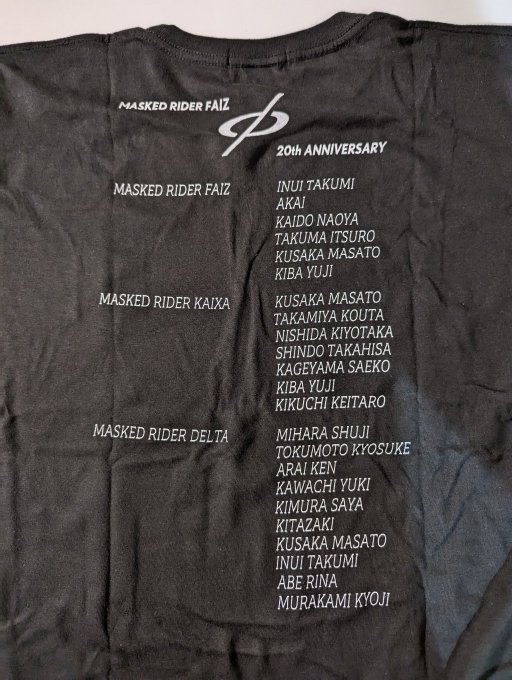 MASKED RIDER FAIZ
20th ANNIVERSARY
MASKED RIDER FAIZ
INUI TAKUMI
AKAI
KAIDO NAOYA
TAKUMA ITSURO
KUSAKA MASATO
KIBA YUJI
MASKED RIDER KAIXA
KUSAKA MASATO
TAKAMIYA KOUTA
NISHIDA KIYOTAKA
SHINDO TAKAHISA
KAGEYAMA SAEKO
KIBA YUJI
KIKUCHI KEITARO
MASKED RIDER DELTA
MIHARA SHUJI
TOKUMOTO KYOSUKE
ARAI KEN
KAWACHI YUKI
KIMURA SAYA
KITAZAKI
KUSAKA MASATO
INUI TAKUMI
ABE RINA
MURAKAMI KYOJI